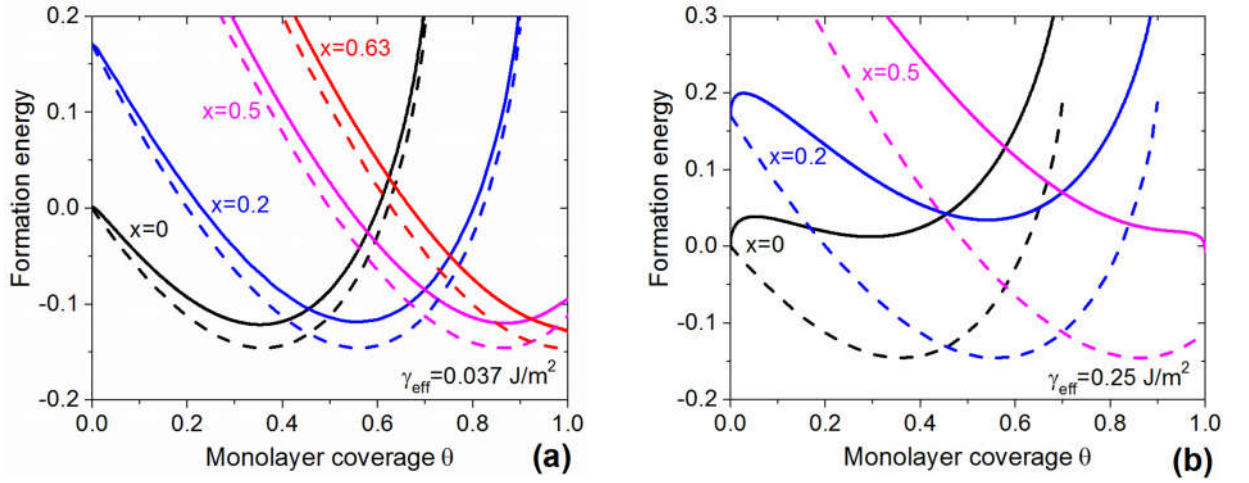 0.2
0.1
0.0
-0.1
-0.2
Formation energy
x=0.63
x=0.5
x=0.2
x=0
γeff=0.037 J/m²
0.0 0.2 0.4 0.6 0.8 1.0
Monolayer coverage θ
(a)
0.3
0.2
0.1
0.0
-0.1
-0.2
Formation energy
x=0.5
x=0.2
x=0
γeff=0.25 J/m²
0.0 0.2 0.4 0.6 0.8 1.0
Monolayer coverage θ
(b)